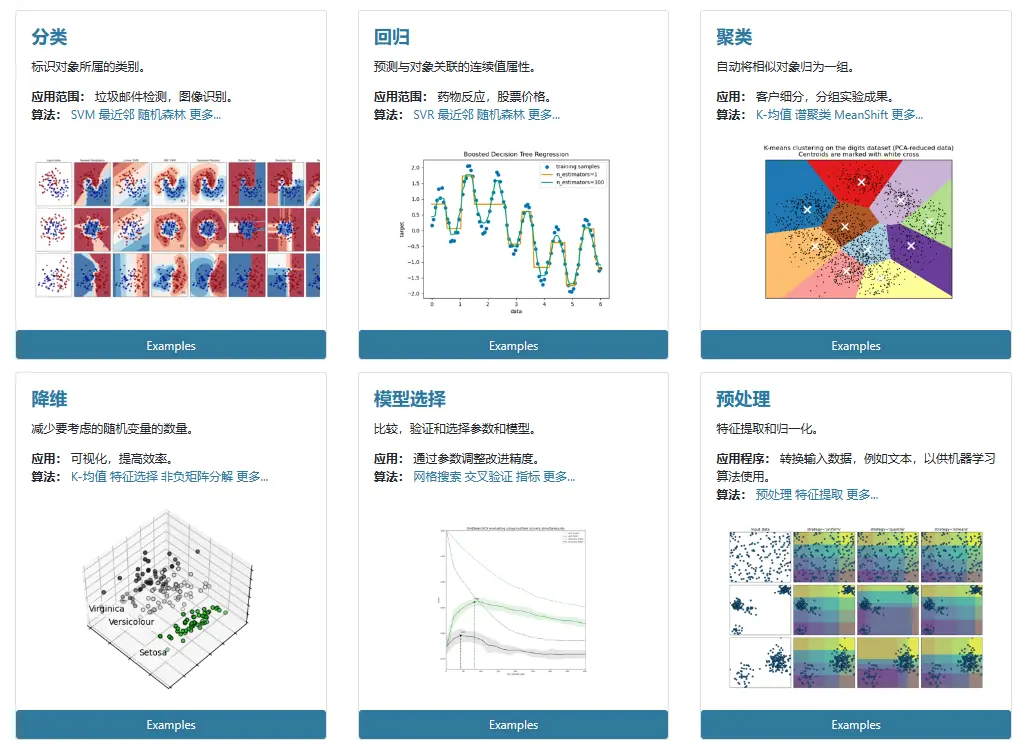 分类
标识对象所属的类别。
应用范围： 垃圾邮件检测，图像识别。
算法： SVM 最近邻 随机森林 更多...
Examples
回归
预测与对象关联的连续值属性。
应用范围： 药物反应，股票价格。
算法： SVR 最近邻 随机森林 更多...
Boosted Decision Tree Regression
training samples
n_estimators=1
n_estimators=300
target
2.0
1.5
1.0
0.5
0.0
−0.5
−1.0
−1.5
−2.0
0 1 2 3 4 5 6
data
Examples
聚类
自动将相似对象归为一组。
应用： 客户细分，分组实验成果。
算法： K-均值 谱聚类 MeanShift 更多...
K-means clustering on the digits dataset (PCA-reduced data)
Centroids are marked with white cross
Examples
降维
减少要考虑的随机变量的数量。
应用： 可视化，提高效率。
算法： K-均值 特征选择 非负矩阵分解 更多...
Virginica
Versicolour
Setosa
Examples
模型选择
比较，验证和选择参数和模型。
应用： 通过参数调整改进精度。
算法： 网格搜索 交叉验证 指标 更多...
GridSearchCV evaluating using multiple scorers simultaneously
Examples
预处理
特征提取和归一化。
应用程序： 转换输入数据，例如文本，以供机器学习
算法使用。
算法： 预处理 特征提取 更多...
Input data
strategy='uniform'
strategy='quantile'
strategy='kmeans'
Examples